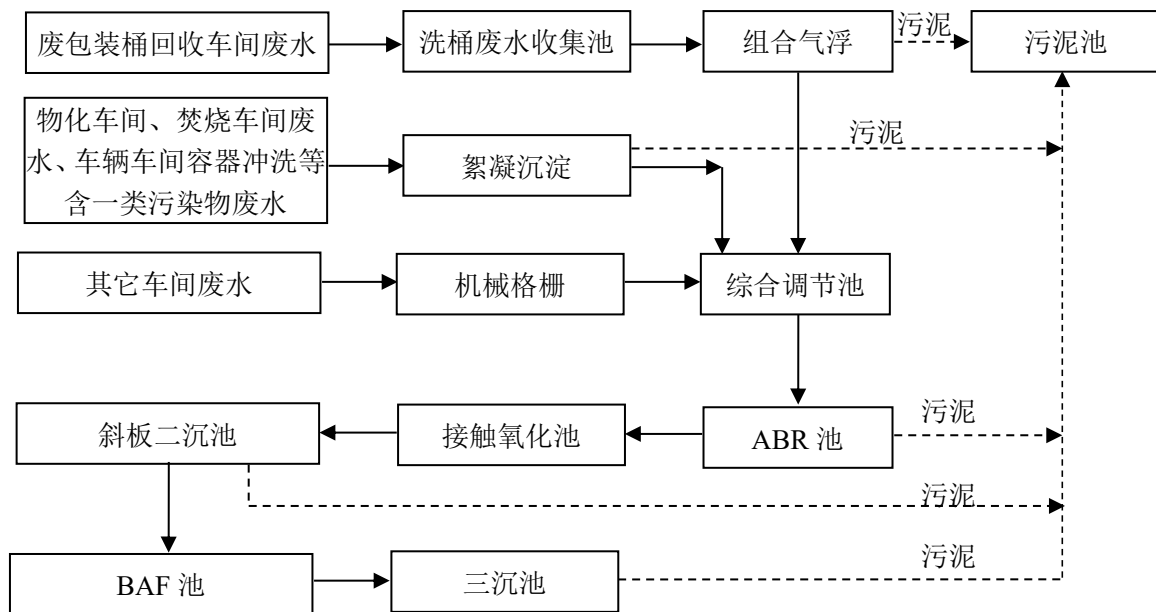 废包装桶回收车间废水
洗桶废水收集池
组合气浮
污泥
污泥池
物化车间、焚烧车间废
水、车辆车间容器冲洗等
含一类污染物废水
絮凝沉淀
污泥
其它车间废水
机械格栅
综合调节池
斜板二沉池
接触氧化池
ABR 池
污泥
污泥
BAF 池
三沉池
污泥